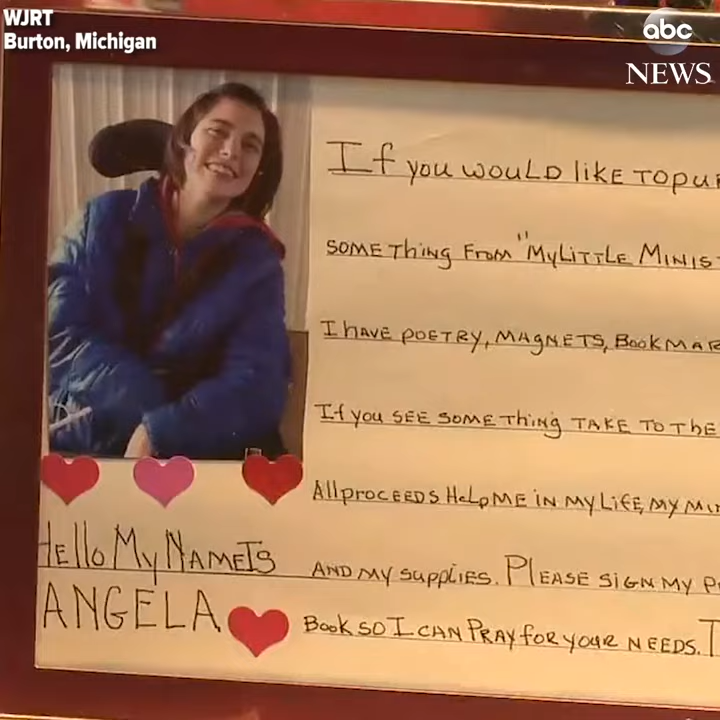 WJRT
Burton, Michigan
abc
NEWS
If you would like to
something from "My Little
I have poetry, magnets,
If you see something take to the
All proceeds help me in my life, my
and my supplies. Please sign my
Book so I can pray for your needs.
Hello My Name Is
ANGELA